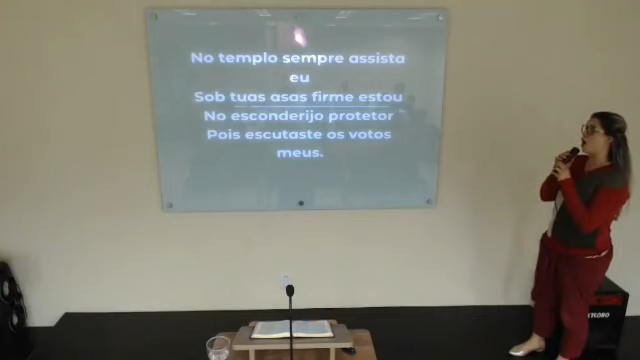 No templo sempre assista
eu
Sob tuas asas firme estou
No esconderijo protetor
Pois escutaste os votos
meus.